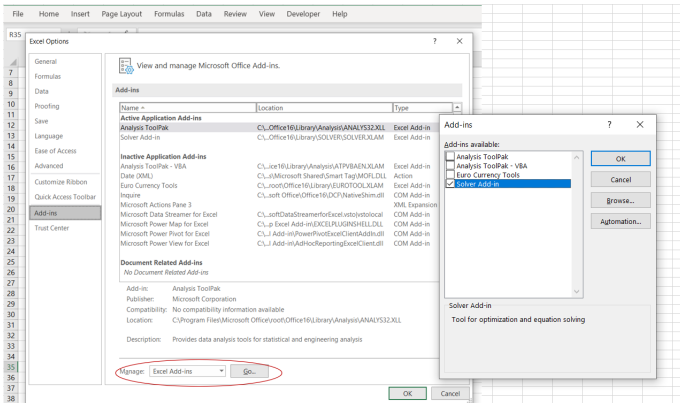 File Home Insert Page Layout Formulas Data Review View Developer Help
R35
Excel Options ? ×
General
Formulas
Data
Proofing
Save
Language
Ease of Access
Advanced
Customize Ribbon
Quick Access Toolbar
Add-ins
Trust Center
View and manage Microsoft Office Add-ins.
Add-ins
Name Location Type
Active Application Add-ins
Analysis ToolPak C:\...Office16\Library\Analysis\ANALYS32.XLL Excel Add-in
Solver Add-in C:\...Office16\Library\SOLVER\SOLVER.XLAM Excel Add-in
Inactive Application Add-ins
Analysis ToolPak - VBA C:\...ice16\Library\Analysis\ATPVBAEN.XLAM Excel Add-in
Date (XML) C:\...s\Microsoft Shared\Smart Tag\MOFL.DLL Action
Euro Currency Tools C:\...root\Office16\Library\EUROTOOL.XLAM Excel Add-in
Inquire C:\...soft Office\Office16\DCF\NativeShim.dll COM Add-in
Microsoft Actions Pane 3 XML Expansion
Microsoft Data Streamer for Excel C:\...softDataStreamerforExcel.vsto|vstolocal COM Add-in
Microsoft Power Map for Excel C:\...p Excel Add-in\EXCELPLUGINSHELL.DLL COM Add-in
Microsoft Power Pivot for Excel C:\...l Add-in\PowerPivotExcelClientAddIn.dll COM Add-in
Microsoft Power View for Excel C:\...l Add-in\AdHocReportingExcelClient.dll COM Add-in
Document Related Add-ins
No Document Related Add-ins
Add-in: Analysis ToolPak
Publisher: Microsoft Corporation
Compatibility: No compatibility information available
Location: C:\Program Files\Microsoft Office\root\Office16\Library\Analysis\ANALYS32.XLL
Description: Provides data analysis tools for statistical and engineering analysis
Manage: Excel Add-ins Go...
OK Cancel
Add-ins ? ×
Add-ins available:
Analysis ToolPak
Analysis ToolPak - VBA
Euro Currency Tools
Solver Add-in
OK
Cancel
Browse...
Automation...
Solver Add-in
Tool for optimization and equation solving
7
8
9
10
11
12
13
14
15
16
17
18
19
20
21
22
23
24
25
26
27
28
29
30
31
32
33
34
35
36
37
38